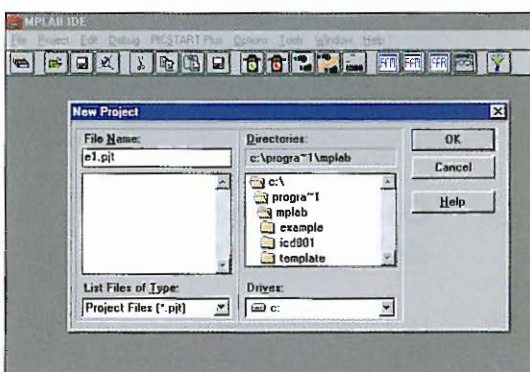 MPLAB IDE
File Project Edit Debug PICSTART Plus Options Tools Window Help
New Project
File Name:
e1.pjt
Directories:
c:\progra~1\mplab
c:\
progra~1
mplab
example
icd801
template
List Files of Type:
Project Files (*.pjt)
Drives:
c:
OK
Cancel
Help